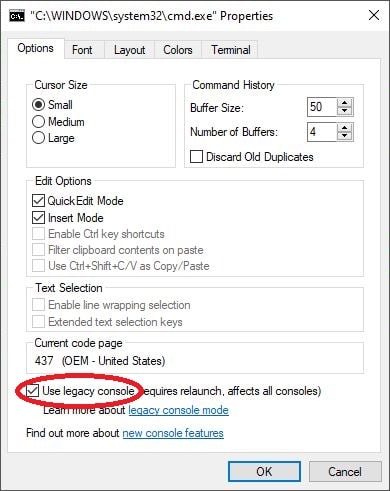 C:\. "C:\WINDOWS\system32\cmd.exe" Properties
Options Font Layout Colors Terminal
Cursor Size
Small
Medium
Large
Command History
Buffer Size: 50
Number of Buffers: 4
Discard Old Duplicates
Edit Options
QuickEdit Mode
Insert Mode
Enable Ctrl key shortcuts
Filter clipboard contents on paste
Use Ctrl+Shift+C/V as Copy/Paste
Text Selection
Enable line wrapping selection
Extended text selection keys
Current code page
437 (OEM - United States)
Use legacy console equires relaunch, affects all consoles)
Learn more about legacy console mode
Find out more about new console features
OK Cancel